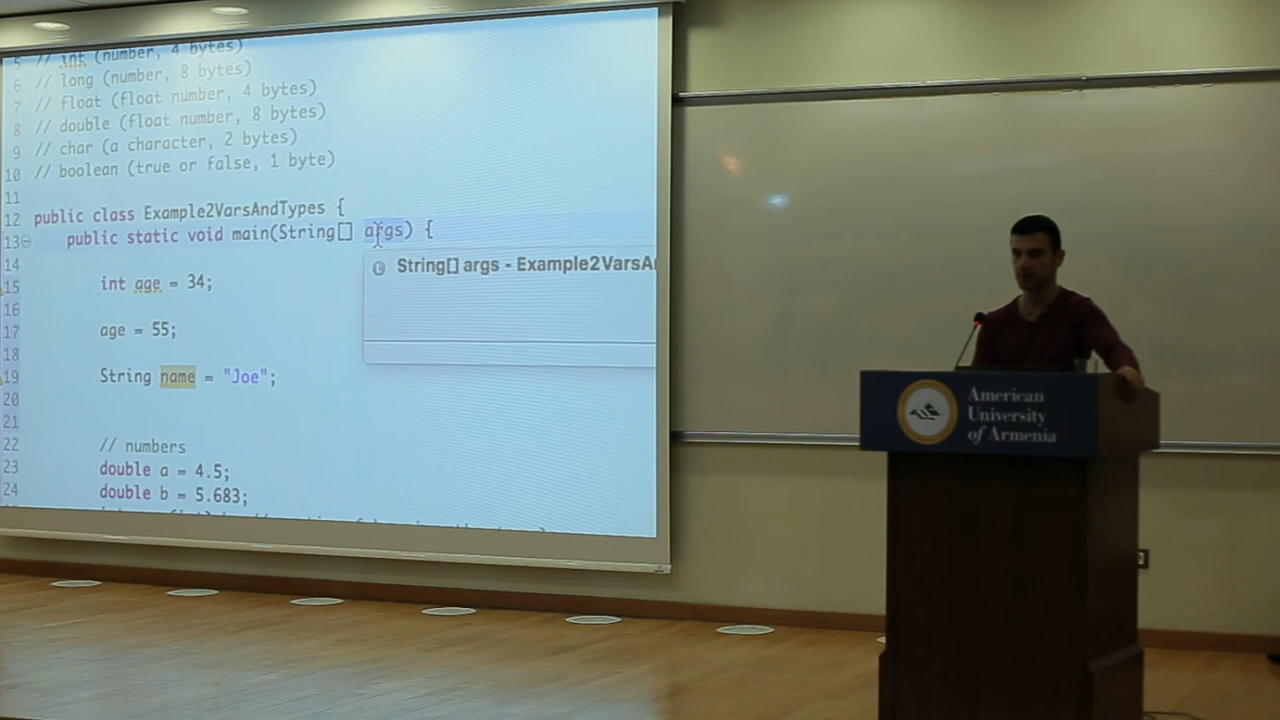 5 // int (number, 4 bytes)
6 // long (number, 8 bytes)
7 // float (float number, 4 bytes)
8 // double (float number, 8 bytes)
9 // char (a character, 2 bytes)
10 // boolean (true or false, 1 byte)
11
12 public class Example2VarsAndTypes {
13 public static void main(String[] args) {
14 String[] args - Example2VarsA
15 int age = 34;
16
17 age = 55;
18
19 String name = "Joe";
20
21
22 // numbers
23 double a = 4.5;
24 double b = 5.683;
American
University
of Armenia